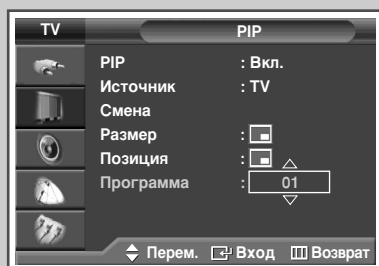 TV PIP
PIP : Вкл.
Источник : TV
Смена
Размер :
Позиция :
Программа : 01
Перем. Вход Возврат